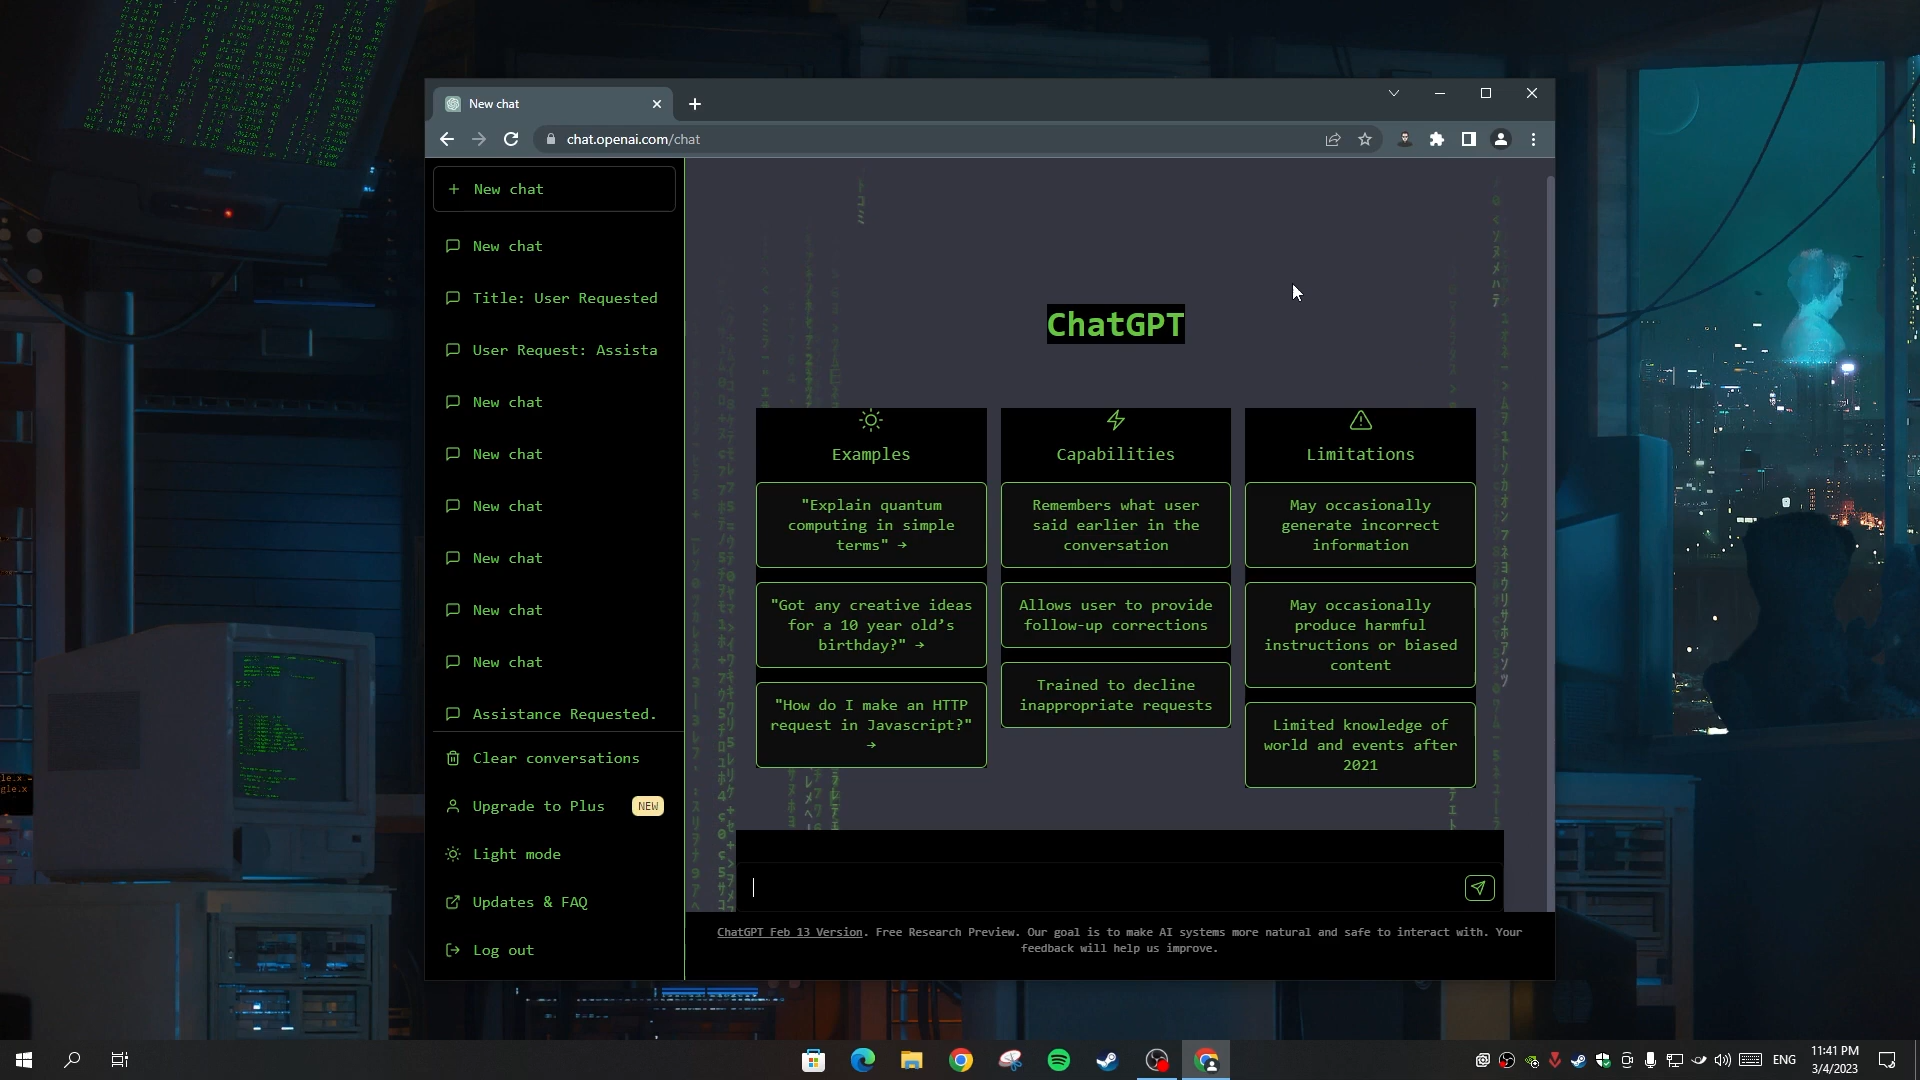 New chat
chat.openai.com/chat
New chat
New chat
Title: User Requested
User Request: Assista
New chat
New chat
New chat
New chat
New chat
New chat
Assistance Requested.
Clear conversations
Upgrade to Plus NEW
Light mode
Updates & FAQ
Log out
ChatGPT
Examples
"Explain quantum
computing in simple
terms" →
"Got any creative ideas
for a 10 year old’s
birthday?" →
"How do I make an HTTP
request in Javascript?"
→
Capabilities
Remembers what user
said earlier in the
conversation
Allows user to provide
follow-up corrections
Trained to decline
inappropriate requests
Limitations
May occasionally
generate incorrect
information
May occasionally
produce harmful
instructions or biased
content
Limited knowledge of
world and events after
2021
ChatGPT Feb 13 Version. Free Research Preview. Our goal is to make AI systems more natural and safe to interact with. Your
feedback will help us improve.
ENG
11:41 PM
3/4/2023